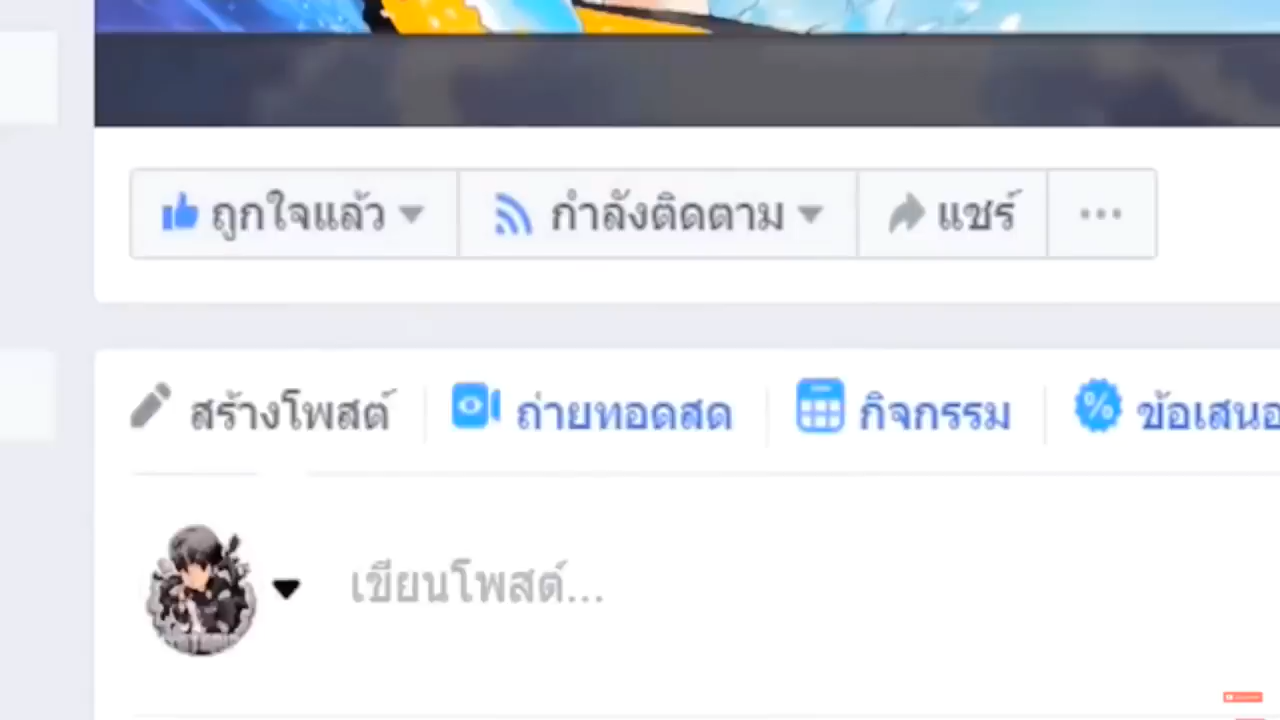 ถูกใจแล้ว กำลังติดตาม แชร์
สร้างโพสต์ ถ่ายทอดสด กิจกรรม ข้อเสนอ
เขียนโพสต์...